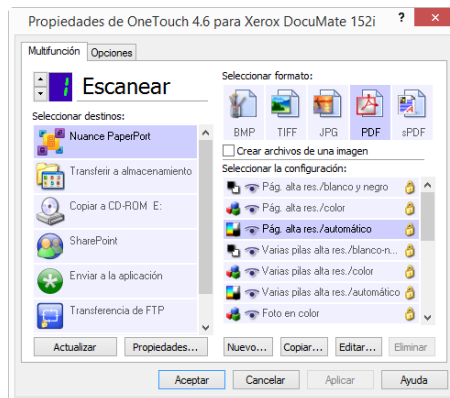 Propiedades de OneTouch 4.6 para Xerox DocuMate 152i ? ×
Multifunción Opciones
1 Escanear
Seleccionar destinos:
Nuance PaperPort
Transferir a almacenamiento
Copiar a CD-ROM E:
SharePoint
Enviar a la aplicación
Transferencia de FTP
Actualizar Propiedades...
Seleccionar formato:
BMP TIFF JPG PDF sPDF
Crear archivos de una imagen
Seleccionar la configuración:
Pág. alta res./blanco y negro
Pág. alta res./color
Pág. alta res./automático
Varias pilas alta res./blanco-n...
Varias pilas alta res./color
Varias pilas alta res./automático
Foto en color
Nuevo... Copiar... Editar... Eliminar
Aceptar Cancelar Aplicar Ayuda